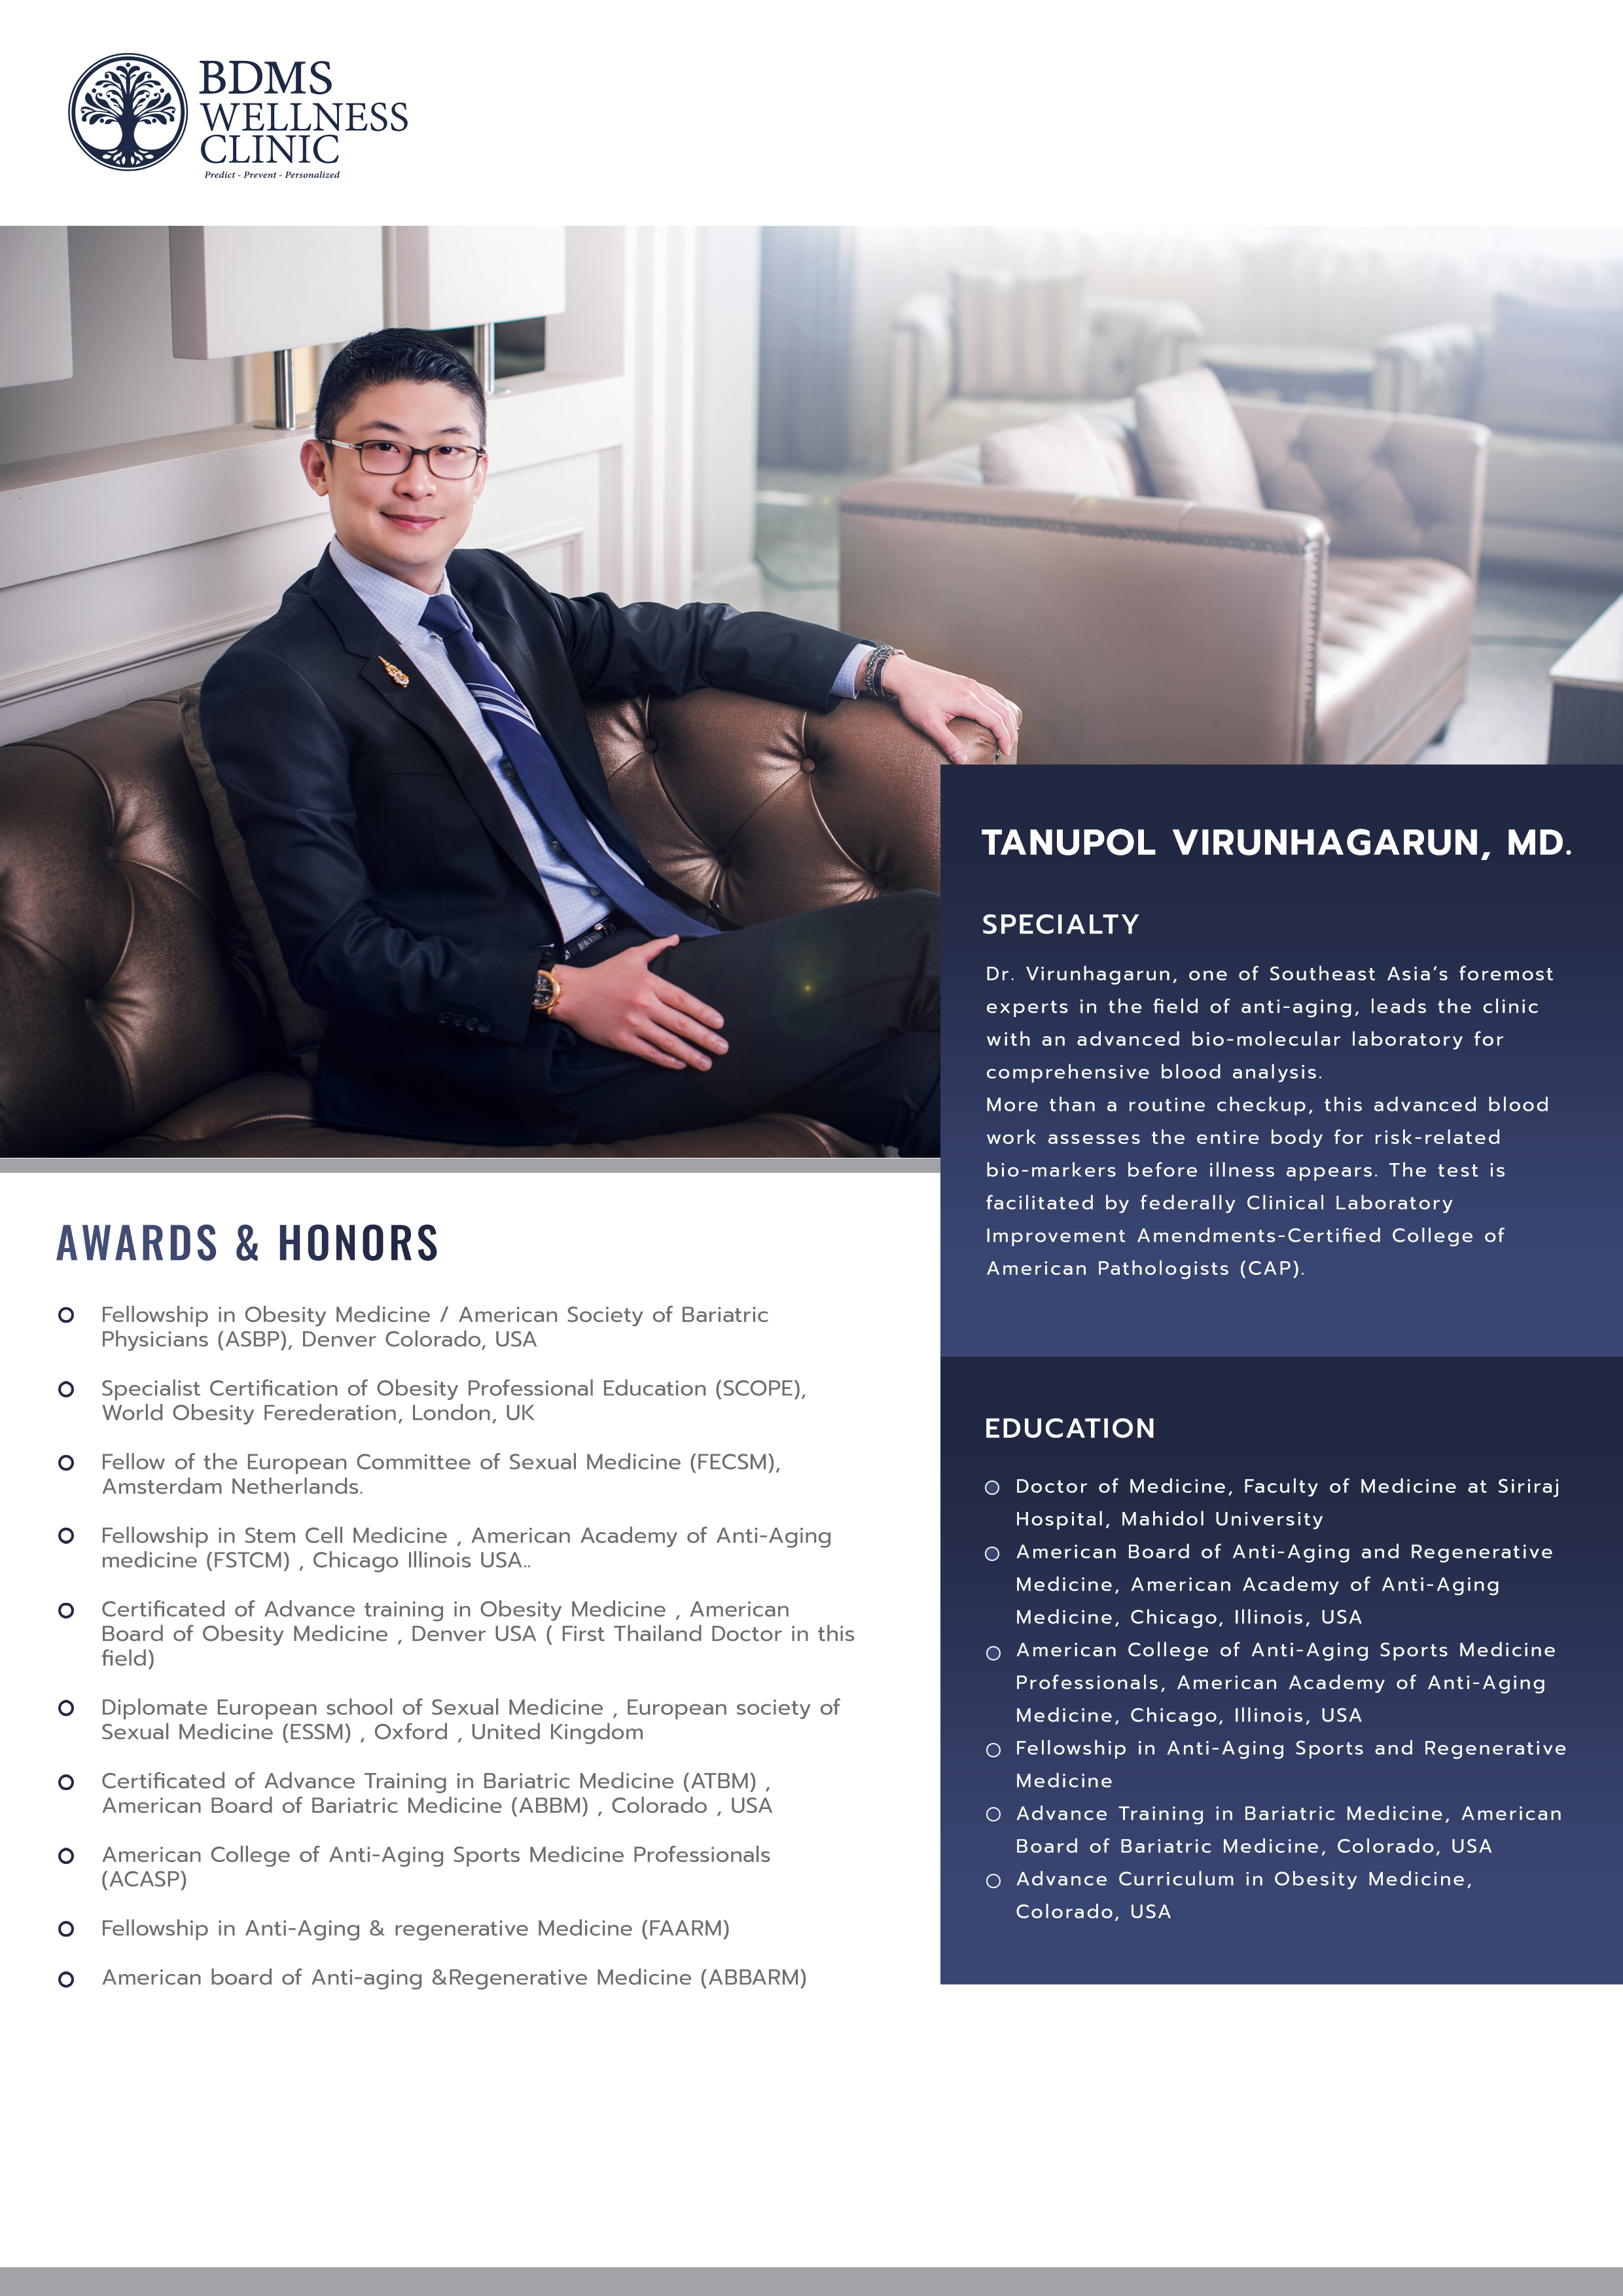 BDMS
WELLNESS
CLINIC
Predict - Prevent - Personalized
TANUPOL VIRUNHAGARUN, MD.
SPECIALTY
Dr. Virunhagarun, one of Southeast Asia's foremost
experts in the field of anti-aging, leads the clinic
with an advanced bio-molecular laboratory for
comprehensive blood analysis.
More than a routine checkup, this advanced blood
work assesses the entire body for risk-related
bio-markers before illness appears. The test is
facilitated by federally Clinical Laboratory
Improvement Amendments-Certified College of
American Pathologists (CAP).
AWARDS & HONORS
Fellowship in Obesity Medicine / American Society of Bariatric
Physicians (ASBP), Denver Colorado, USA
Specialist Certification of Obesity Professional Education (SCOPE),
World Obesity Ferederation, London, UK
Fellow of the European Committee of Sexual Medicine (FECSM),
Amsterdam Netherlands.
Fellowship in Stem Cell Medicine , American Academy of Anti-Aging
medicine (FSTCM) , Chicago Illinois USA..
Certificated of Advance training in Obesity Medicine , American
Board of Obesity Medicine , Denver USA ( First Thailand Doctor in this
field)
Diplomate European school of Sexual Medicine , European society of
Sexual Medicine (ESSM) , Oxford , United Kingdom
Certificated of Advance Training in Bariatric Medicine (ATBM) ,
American Board of Bariatric Medicine (ABBM) , Colorado , USA
American College of Anti-Aging Sports Medicine Professionals
(ACASP)
Fellowship in Anti-Aging & regenerative Medicine (FAARM)
American board of Anti-aging &Regenerative Medicine (ABBARM)
EDUCATION
Doctor of Medicine, Faculty of Medicine at Siriraj
Hospital, Mahidol University
American Board of Anti-Aging and Regenerative
Medicine, American Academy of Anti-Aging
Medicine, Chicago, Illinois, USA
American College of Anti-Aging Sports Medicine
Professionals, American Academy of Anti-Aging
Medicine, Chicago, Illinois, USA
Fellowship in Anti-Aging Sports and Regenerative
Medicine
Advance Training in Bariatric Medicine, American
Board of Bariatric Medicine, Colorado, USA
Advance Curriculum in Obesity Medicine,
Colorado, USA